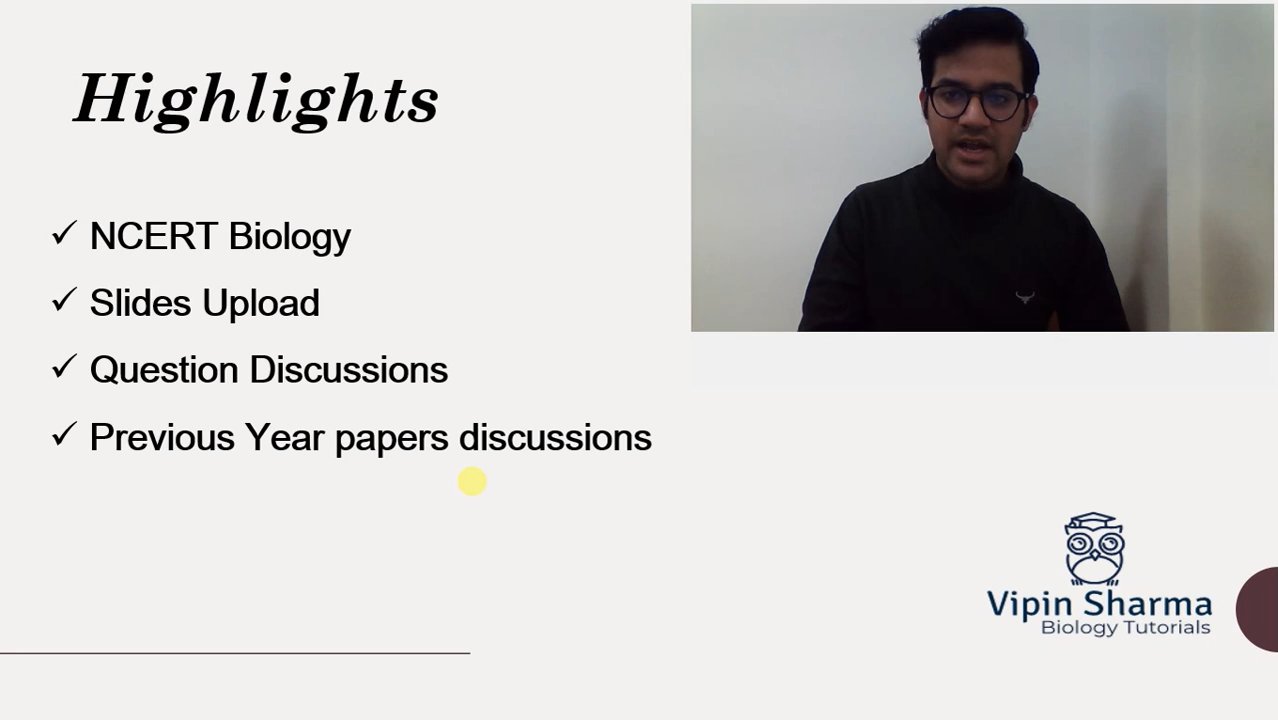 Highlights
NCERT Biology
Slides Upload
Question Discussions
Previous Year papers discussions
Vipin Sharma
Biology Tutorials